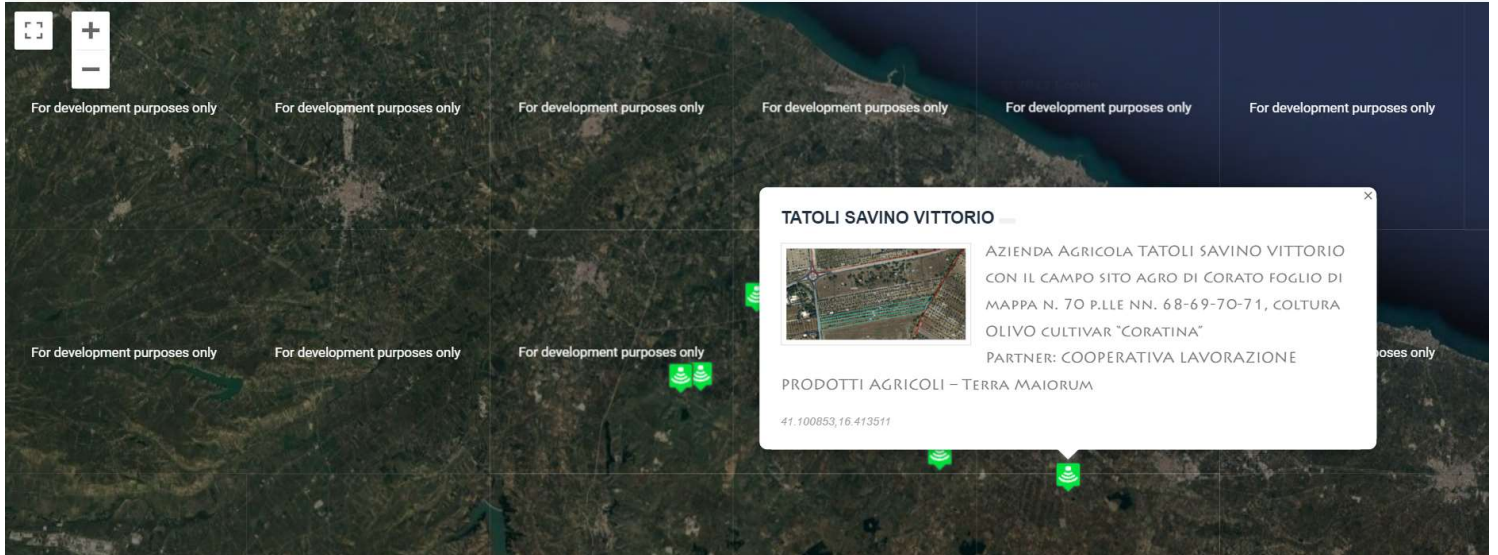 +
−
For development purposes only
For development purposes only
For development purposes only
For development purposes only
For development purposes only
For development purposes only
TATOLI SAVINO VITTORIO
×
Azienda Agricola TATOLI SAVINO VITTORIO
con il campo sito agro di Corato foglio di
mappa n. 70 p.lle nn. 68-69-70-71, coltura
OLIVO cultivar “Coratina”
Partner: COOPERATIVA LAVORAZIONE
PRODOTTI AGRICOLI – Terra Maiorum
41.100853,16.413511
For development purposes only
For development purposes only
For development purposes only
only